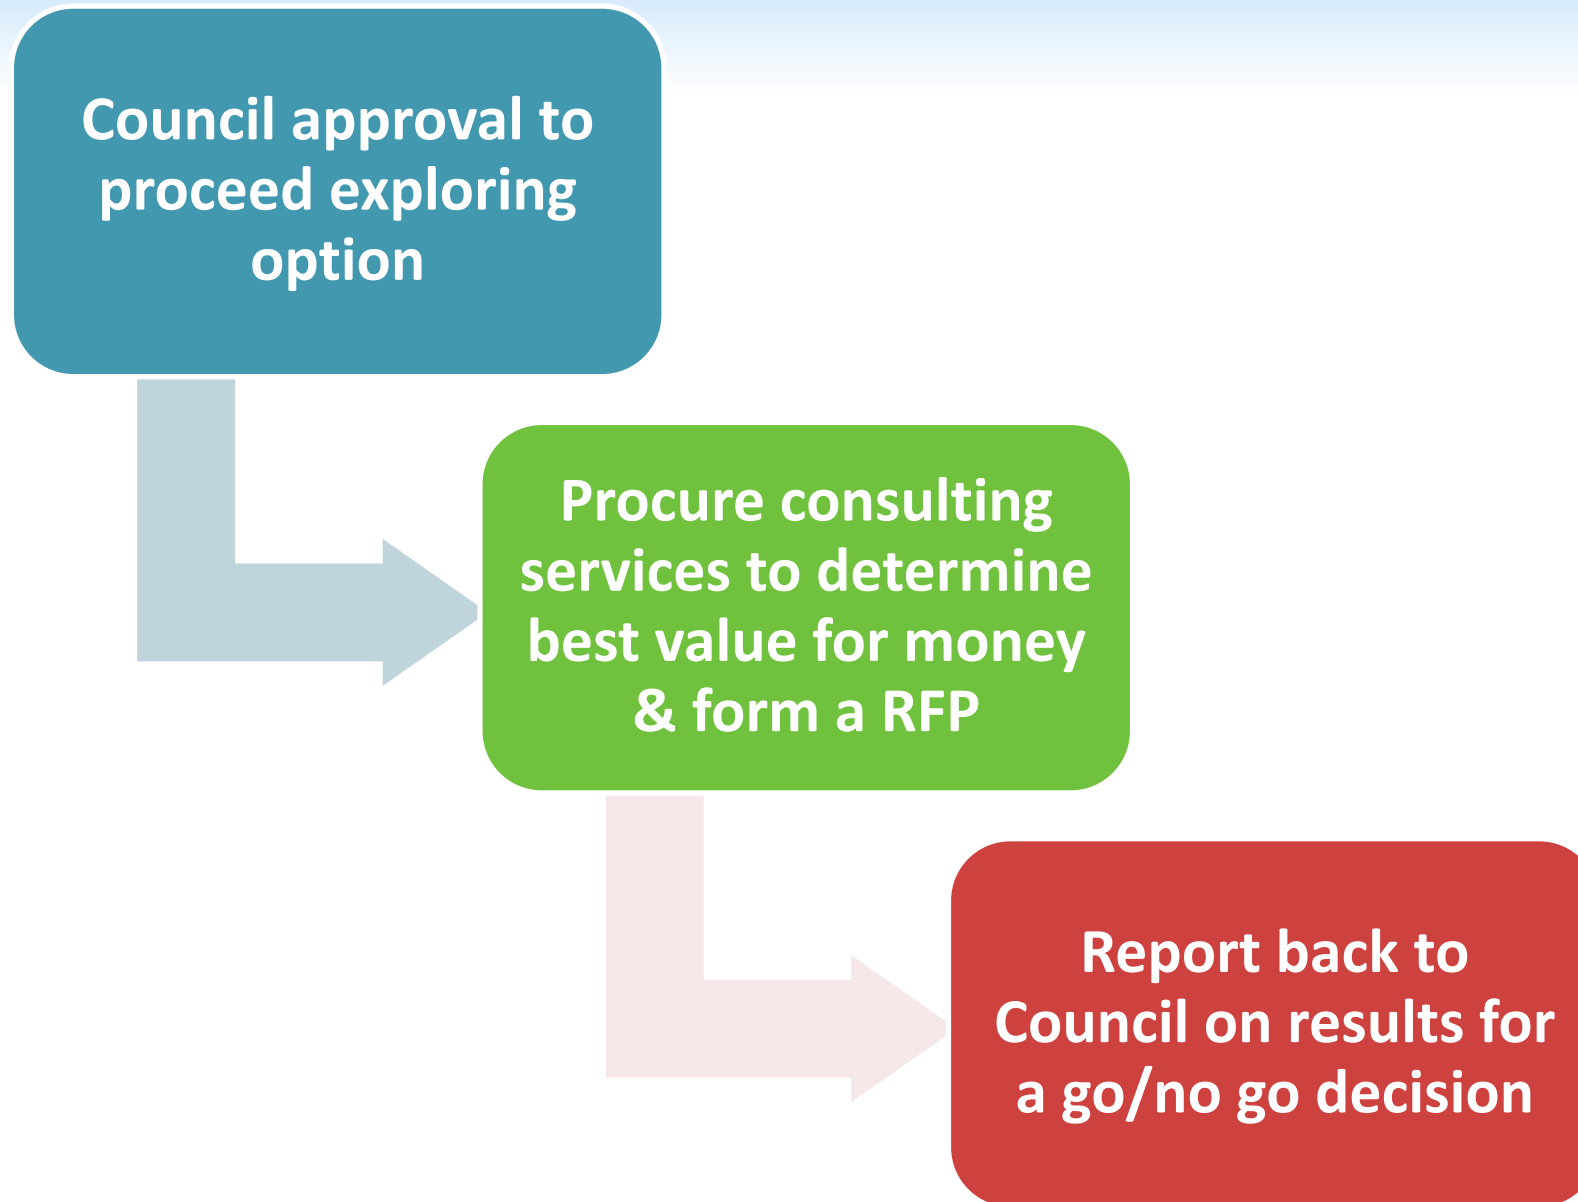 Council approval to
proceed exploring
option
Procure consulting
services to determine
best value for money
& form a RFP
Report back to
Council on results for
a go/no go decision